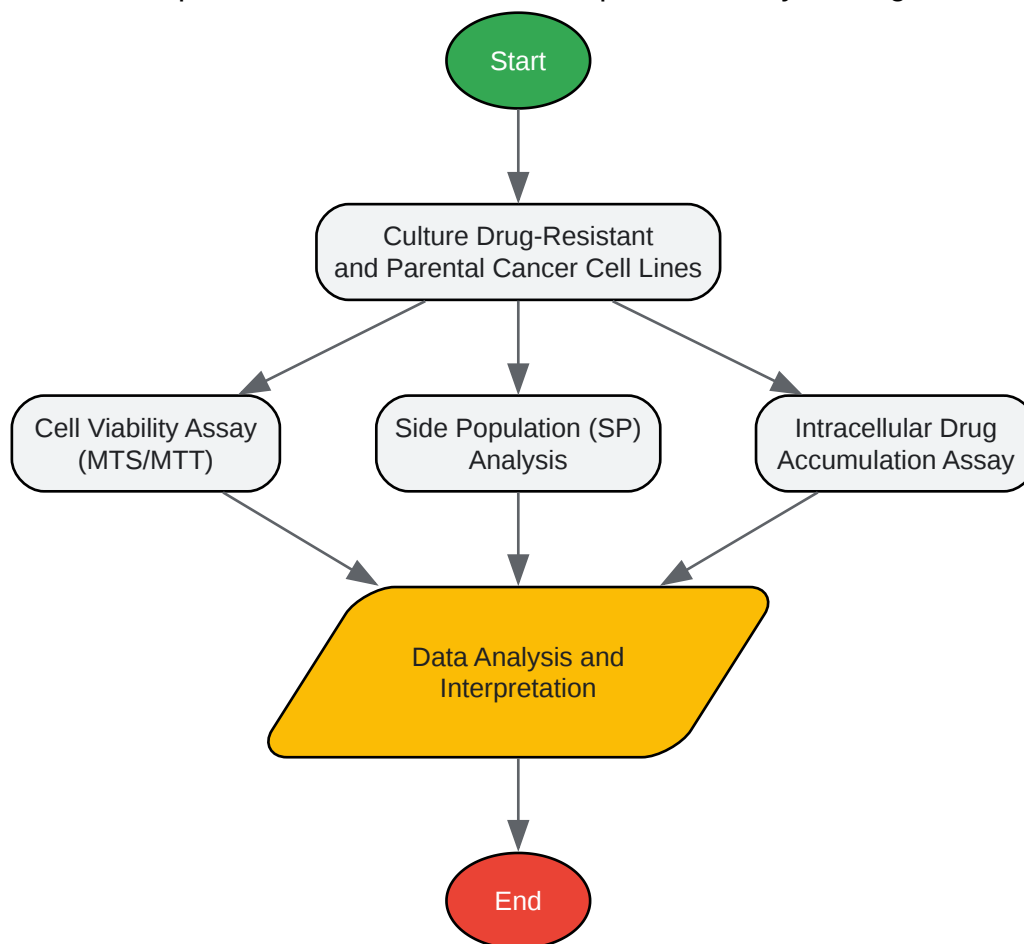 Start
Culture Drug-Resistant
and Parental Cancer Cell Lines
Cell Viability Assay
(MTS/MTT)
Side Population (SP)
Analysis
Intracellular Drug
Accumulation Assay
Data Analysis and
Interpretation
End